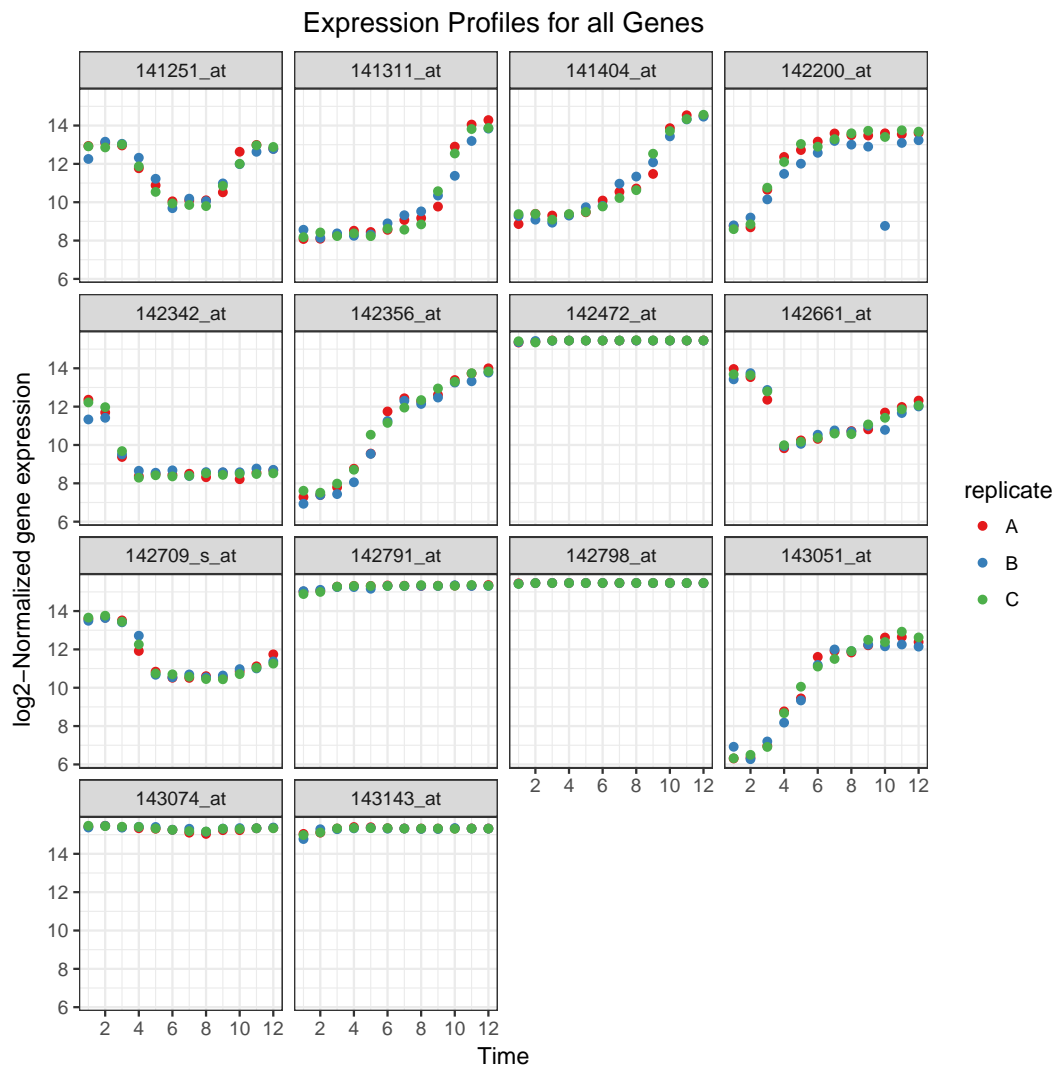 Expression Profiles for all Genes
141251_at 141311_at 141404_at 142200_at
14
12
10
8
6
142342_at 142356_at 142472_at 142661_at
14
12
10
8
6
142709_s_at 142791_at 142798_at 143051_at
14
12
10
8
6
2 4 6 8 10 12 2 4 6 8 10 12
143074_at 143143_at
14
12
10
8
6
2 4 6 8 10 12 2 4 6 8 10 12
Time
log2−Normalized gene expression
replicate
A
B
C